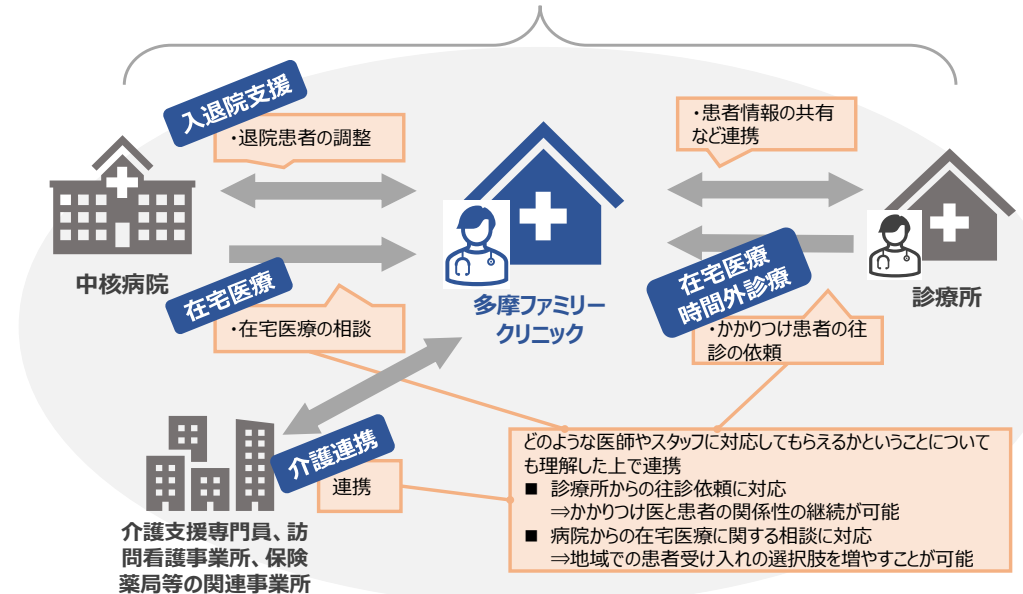 入退院支援
・退院患者の調整
・患者情報の共有
など連携
中核病院
在宅医療
・在宅医療の相談
多摩ファミリー
クリニック
在宅医療
時間外診療
・かかりつけ患者の往
診の依頼
診療所
介護連携
連携
介護支援専門員、訪
問看護事業所、保険
薬局等の関連事業所
どのような医師やスタッフに対応してもらえるかということについて
も理解した上で連携
■ 診療所からの往診依頼に対応
⇒かかりつけ医と患者の関係性の継続が可能
■ 病院からの在宅医療に関する相談に対応
⇒地域での患者受け入れの選択肢を増やすことが可能